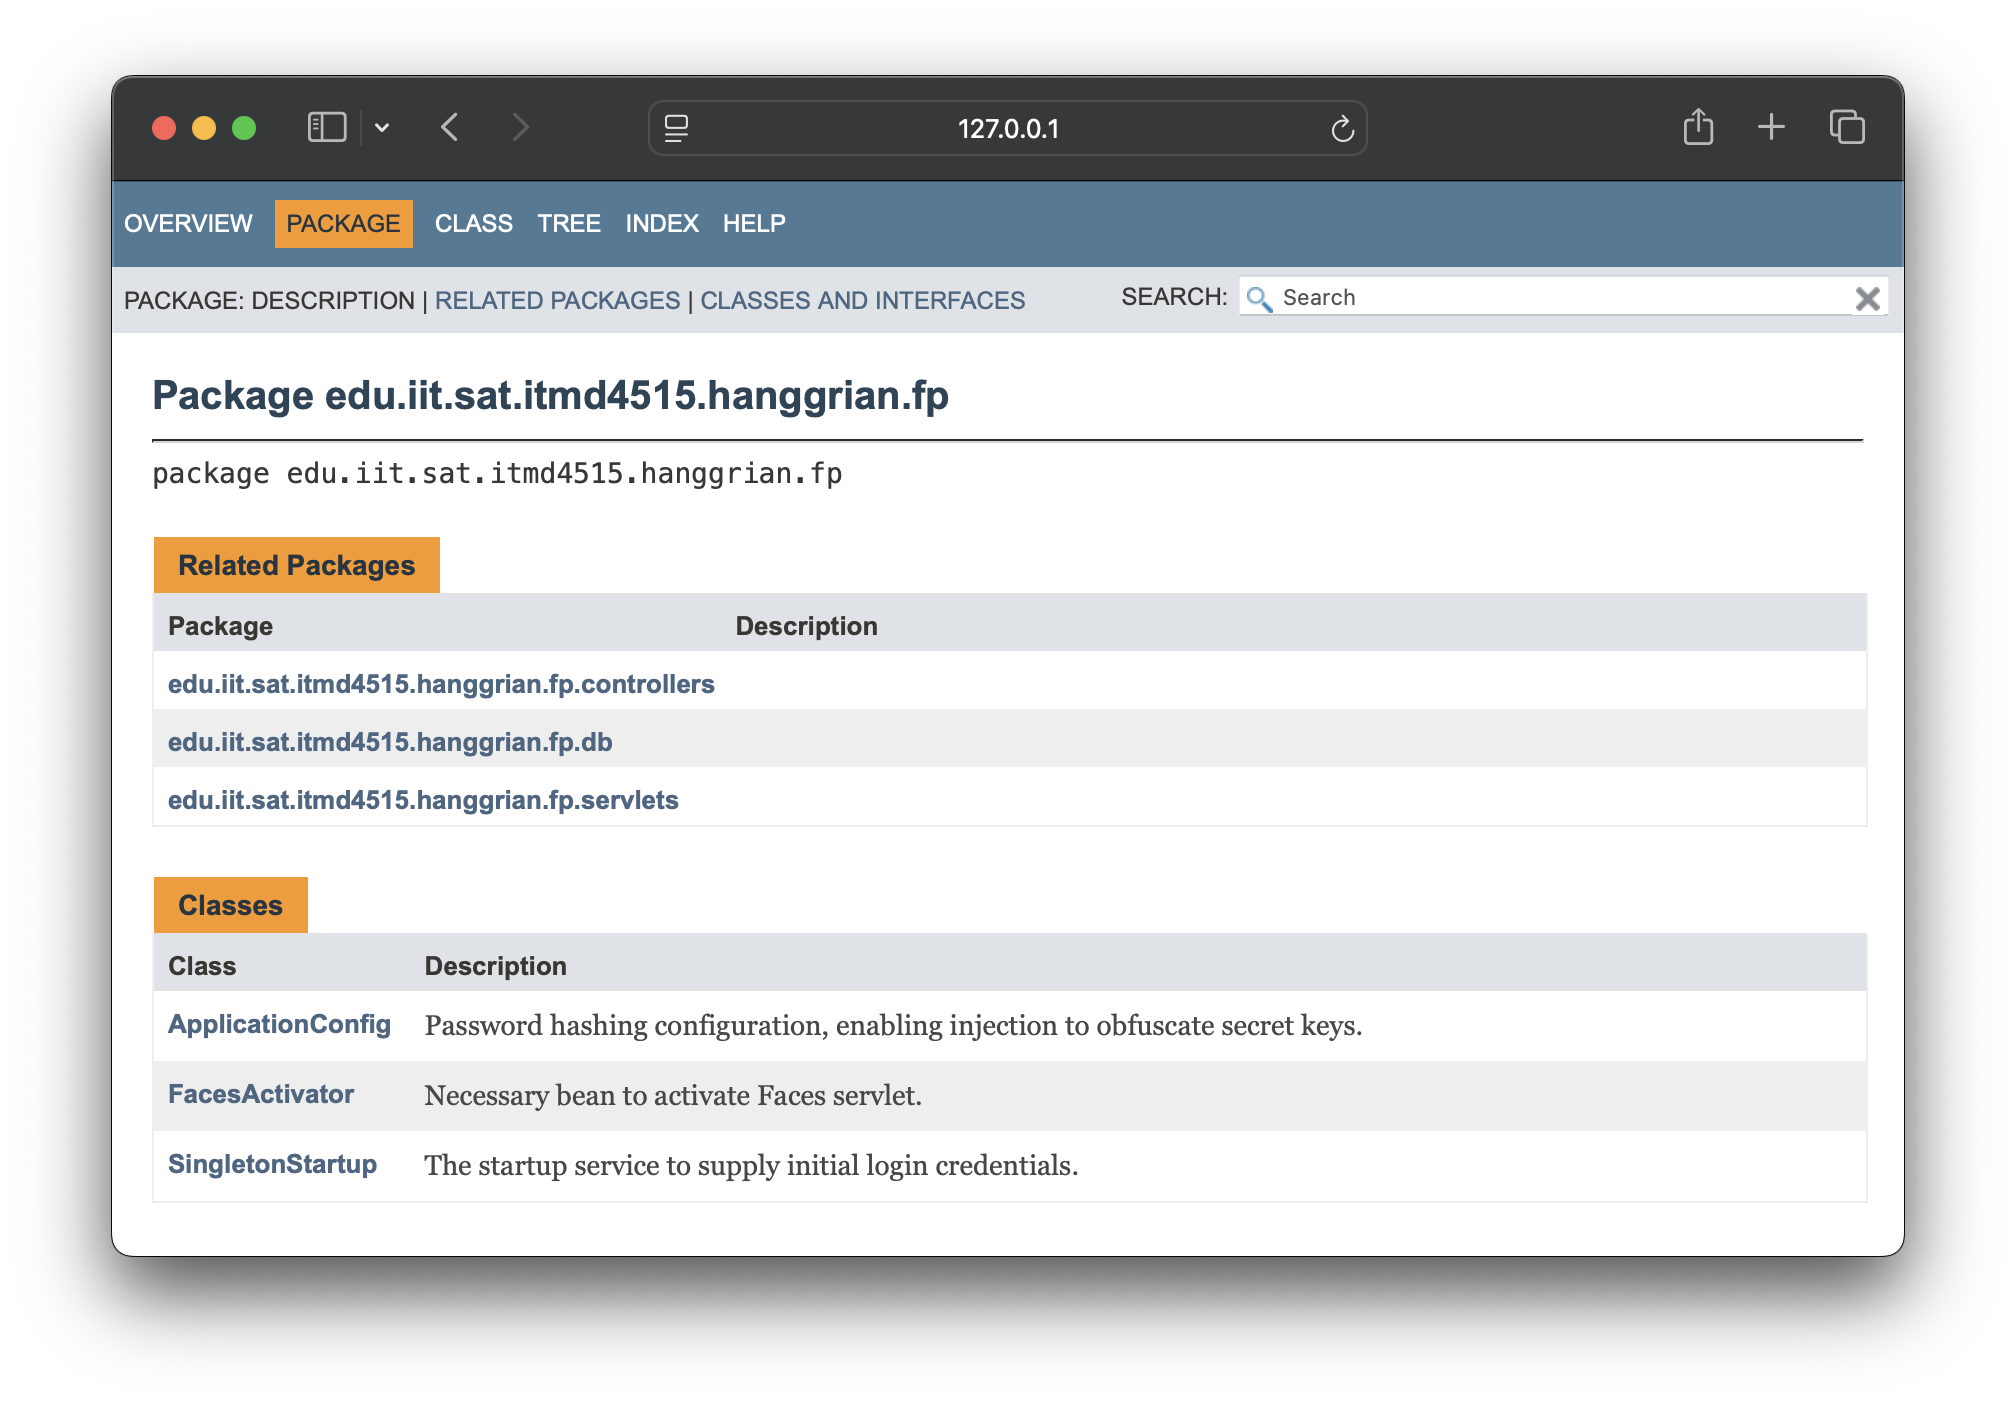 127.0.0.1
OVERVIEW PACKAGE CLASS TREE INDEX HELP
PACKAGE: DESCRIPTION | RELATED PACKAGES | CLASSES AND INTERFACES SEARCH: Search
Package edu.iit.sat.itmd4515.hanggrian.fp
package edu.iit.sat.itmd4515.hanggrian.fp
Related Packages
Package Description
edu.iit.sat.itmd4515.hanggrian.fp.controllers
edu.iit.sat.itmd4515.hanggrian.fp.db
edu.iit.sat.itmd4515.hanggrian.fp.servlets
Classes
Class Description
ApplicationConfig Password hashing configuration, enabling injection to obfuscate secret keys.
FacesActivator Necessary bean to activate Faces servlet.
SingletonStartup The startup service to supply initial login credentials.